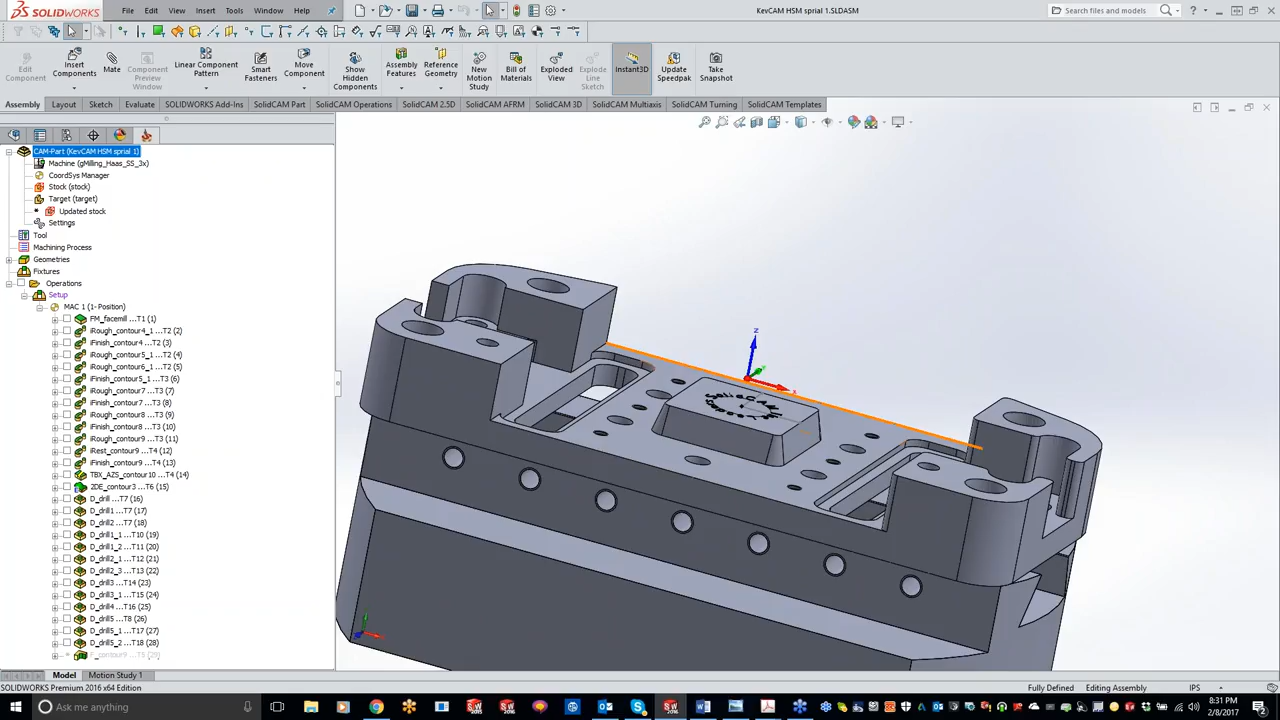 SOLIDWORKS
File Edit View Insert Tools Window Help
KevCAM HSM sprial 1.SLDASM
Search files and models
Edit Component
Insert Components
Mate
Component Preview Window
Linear Component Pattern
Smart Fasteners
Move Component
Show Hidden Components
Assembly Features
Reference Geometry
New Motion Study
Bill of Materials
Exploded View
Explode Line Sketch
Instant3D
Update Speedpak
Take Snapshot
Assembly Layout Sketch Evaluate SOLIDWORKS Add-Ins SolidCAM Part SolidCAM Operations SolidCAM 2.5D SolidCAM AFRM SolidCAM 3D SolidCAM Multiaxis SolidCAM Turning SolidCAM Templates
CAM-Part (KevCAM HSM sprial 1)
Machine (gMilling_Haas_SS_3x)
CoordSys Manager
Stock (stock)
Target (target)
Updated stock
Settings
Tool
Machining Process
Geometries
Fixtures
Operations
Setup
MAC 1 (1- Position)
FM_facemill ...T1 (1)
iRough_contour4_1 ...T2 (2)
iFinish_contour4 ...T2 (3)
iRough_contour5_1 ...T2 (4)
iRough_contour6_1 ...T2 (5)
iFinish_contour5_1 ...T3 (6)
iRough_contour7 ...T3 (7)
iFinish_contour7 ...T3 (8)
iRough_contour8 ...T3 (9)
iFinish_contour8 ...T3 (10)
iRough_contour9 ...T3 (11)
iRest_contour9 ...T4 (12)
iFinish_contour9 ...T4 (13)
TBX_AZS_contour10 ...T4 (14)
2DE_contour3 ...T6 (15)
D_drill ...T7 (16)
D_drill1 ...T7 (17)
D_drill2 ...T7 (18)
D_drill1_1 ...T10 (19)
D_drill1_2 ...T11 (20)
D_drill2_1 ...T12 (21)
D_drill2_3 ...T13 (22)
D_drill3 ...T14 (23)
D_drill3_1 ...T15 (24)
D_drill4 ...T16 (25)
D_drill5 ...T8 (26)
D_drill5_1 ...T17 (27)
D_drill5_2 ...T18 (28)
F_contour9 ...T5 (29)
Z
X
Model Motion Study 1
SOLIDWORKS Premium 2016 x64 Edition
Fully Defined Editing Assembly IPS
Ask me anything
8:31 PM
2/8/2017